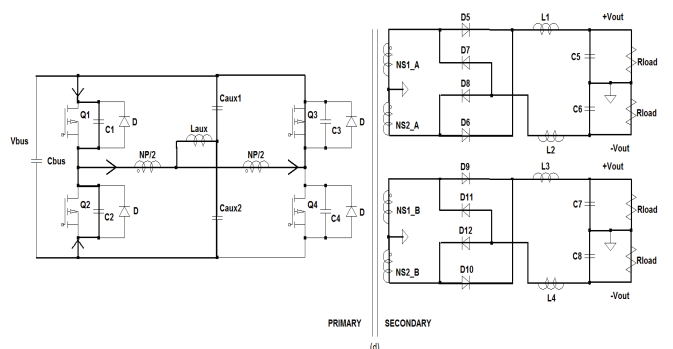 D5
L1
+Vout
D7
NS1_A
C5
Rload
D8
Q1
C1
D
Caux1
Q3
C3
D
Laux
C6
Rload
Vbus
Cbus
NS2_A
D6
L2
-Vout
NP/2
NP/2
D9
L3
+Vout
Q2
C2
D
Caux2
Q4
C4
D
D11
NS1_B
C7
Rload
D12
C8
Rload
NS2_B
D10
L4
-Vout
PRIMARY
SECONDARY
(d)